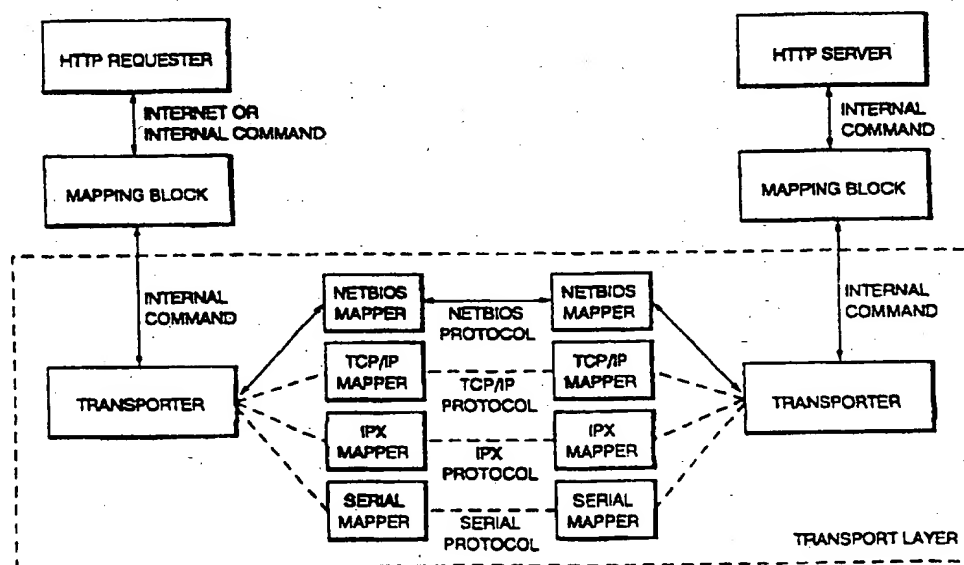 HTTP REQUESTER
HTTP SERVER
INTERNET OR
INTERNAL COMMAND
INTERNAL
COMMAND
MAPPING BLOCK
MAPPING BLOCK
INTERNAL
COMMAND
NETBIOS
MAPPER
NETBIOS
PROTOCOL
NETBIOS
MAPPER
INTERNAL
COMMAND
TRANSPORTER
TCP/IP
MAPPER
TCP/IP
PROTOCOL
TCP/IP
MAPPER
TRANSPORTER
IPX
MAPPER
IPX
PROTOCOL
IPX
MAPPER
SERIAL
MAPPER
SERIAL
PROTOCOL
SERIAL
MAPPER
TRANSPORT LAYER